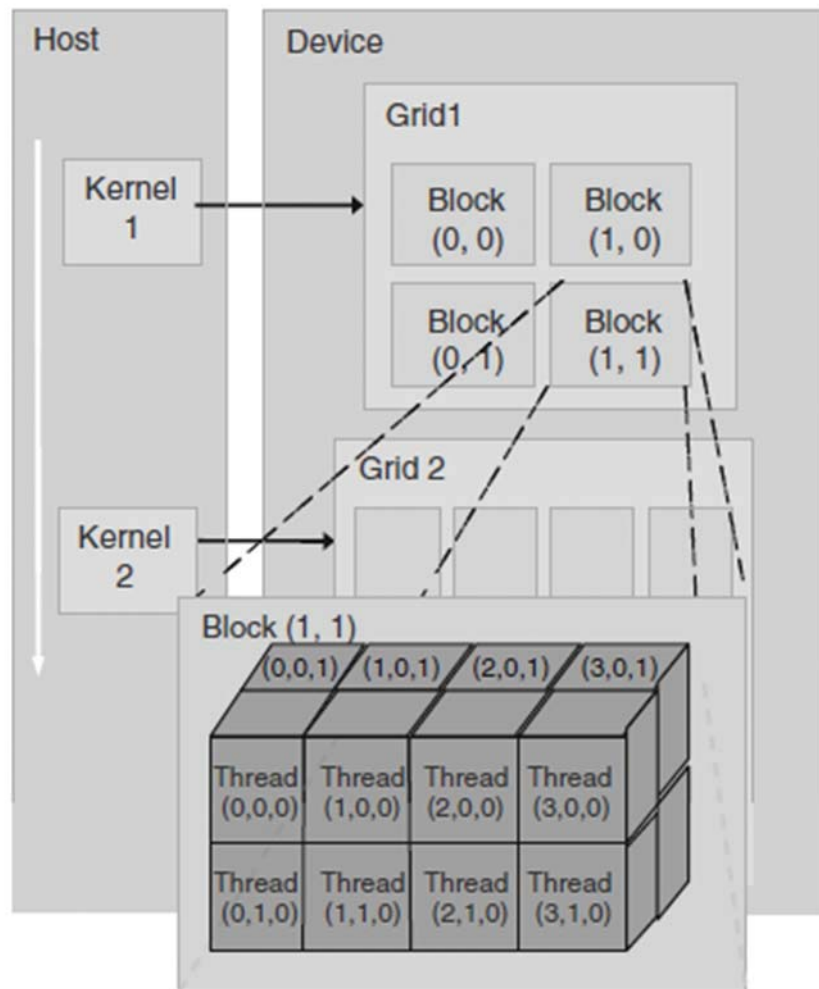 Host
Device
Grid1
Kernel
1
Block
(0, 0)
Block
(1, 0)
Block
(0, 1)
Block
(1, 1)
Grid 2
Kernel
2
Block (1, 1)
(0,0,1)
(1,0,1)
(2,0,1)
(3,0,1)
Thread
(0,0,0)
Thread
(1,0,0)
Thread
(2,0,0)
Thread
(3,0,0)
Thread
(0,1,0)
Thread
(1,1,0)
Thread
(2,1,0)
Thread
(3,1,0)